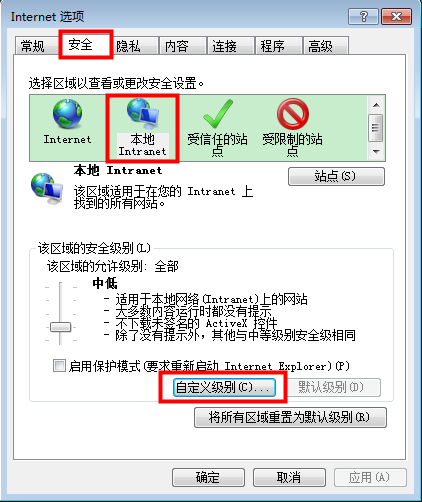 Internet 选项
常规 安全 隐私 内容 连接 程序 高级
选择区域以查看或更改安全设置。
Internet
本地
Intranet
受信任的站
点
受限制的站
点
本地 Intranet
该区域适用于在您的 Intranet 上
找到的所有网站。
站点(S)
该区域的安全级别(L)
该区域的允许级别: 全部
中低
- 适用于本地网络(Intranet)上的网站
- 大多数内容运行时都没有提示
- 不下载未签名的 ActiveX 控件
- 除了没有提示外，其他与中等级别安全级相同
启用保护模式(要求重新启动 Internet Explorer)(P)
自定义级别(C)... 默认级别(D)
将所有区域重置为默认级别(R)
确定 取消 应用(A)